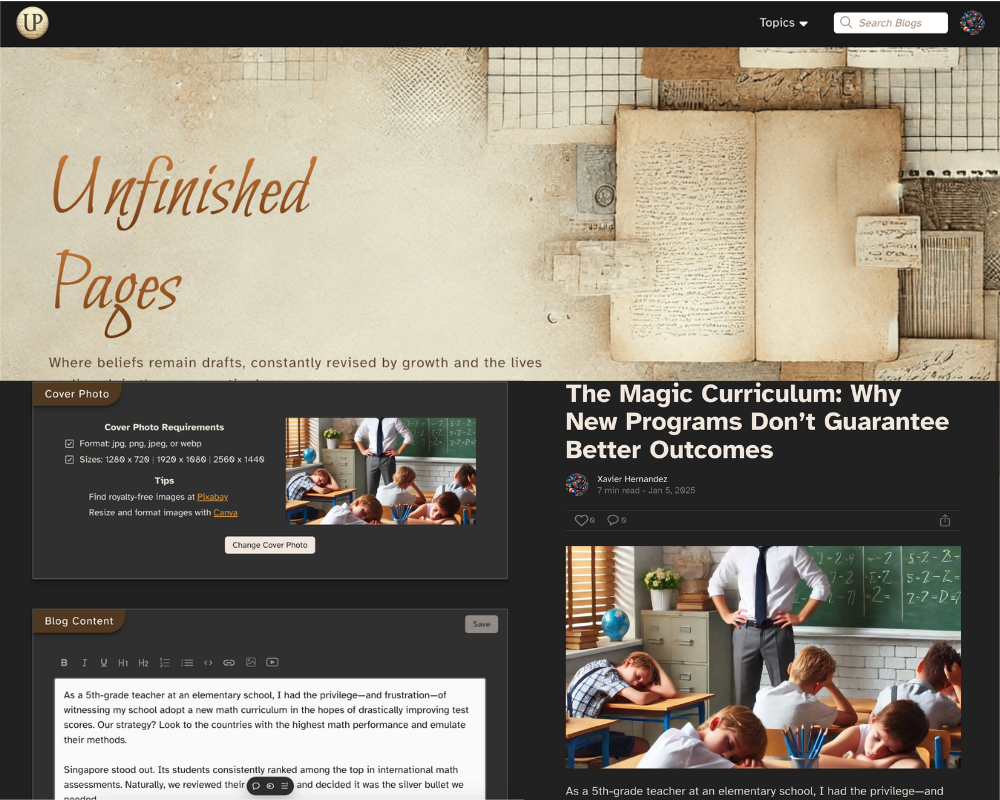 UP
Topics
Search Blogs
Unfinished
Pages
Where beliefs remain drafts, constantly revised by growth and the lives
Cover Photo
Cover Photo Requirements
Format: jpg, png, jpeg, or webp
Sizes: 1280 x 720 | 1920 x 1080 | 2560 x 1440
Tips
Find royalty-free images at Pixabay
Resize and format images with Canva
Change Cover Photo
Blog Content
Save
B I U H1 H2
As a 5th-grade teacher at an elementary school, I had the privilege—and frustration—of
witnessing my school adopt a new math curriculum in the hopes of drastically improving test
scores. Our strategy? Look to the countries with the highest math performance and emulate
their methods.
Singapore stood out. Its students consistently ranked among the top in international math
assessments. Naturally, we reviewed their and decided it was the silver bullet we
needed.
The Magic Curriculum: Why
New Programs Don't Guarantee
Better Outcomes
Xavier Hernandez
7 min read - Jan 5, 2025
0 0
As a 5th-grade teacher at an elementary school, I had the privilege—and